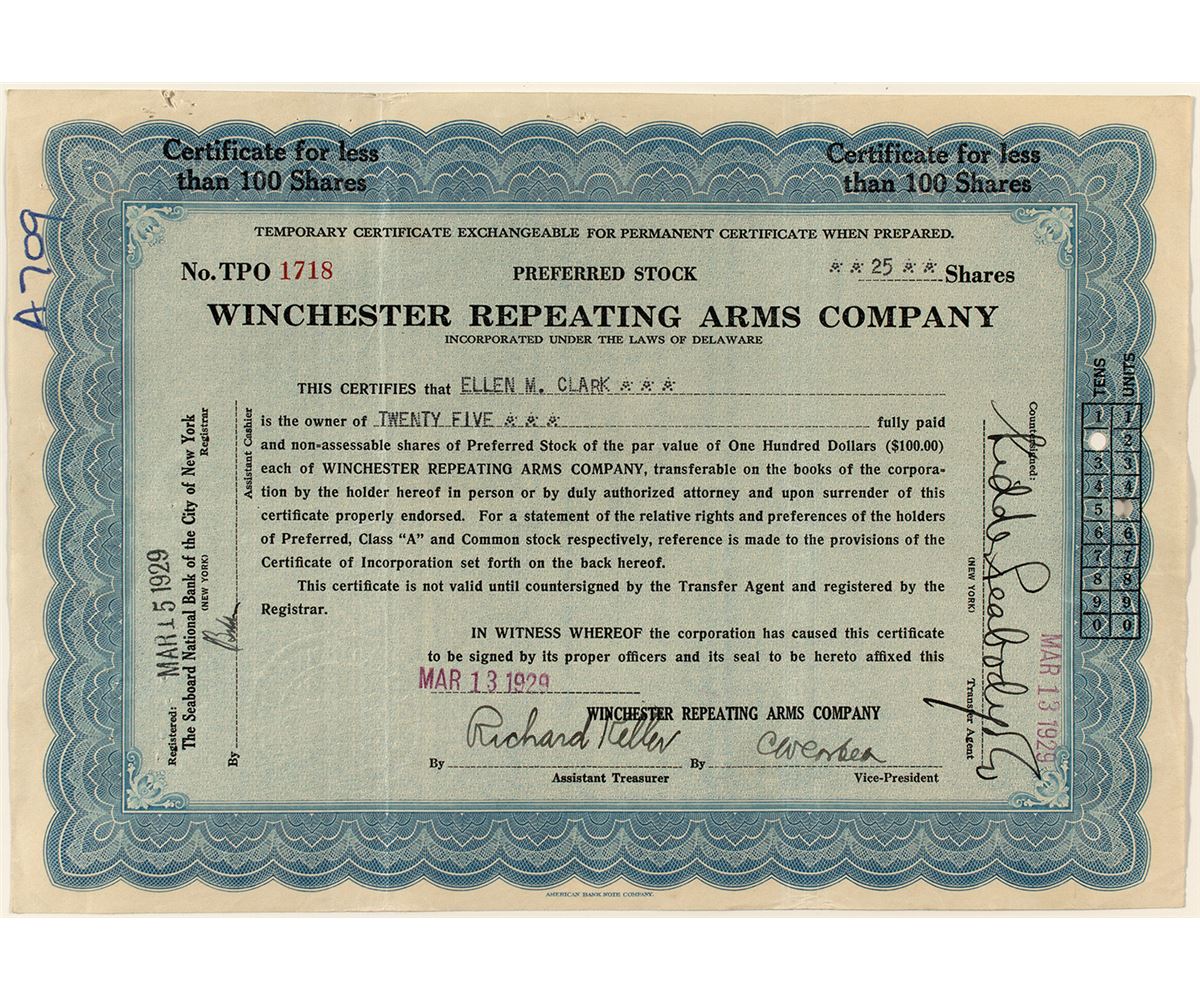 Certificate for less
than 100 Shares
Certificate for less
than 100 Shares
A709
TEMPORARY CERTIFICATE EXCHANGEABLE FOR PERMANENT CERTIFICATE WHEN PREPARED.
No. TPO 1718 PREFERRED STOCK ** 25 ** Shares
WINCHESTER REPEATING ARMS COMPANY
INCORPORATED UNDER THE LAWS OF DELAWARE
THIS CERTIFIES that ELLEN M. CLARK ***
is the owner of TWENTY FIVE *** fully paid
and non-assessable shares of Preferred Stock of the par value of One Hundred Dollars ($100.00)
each of WINCHESTER REPEATING ARMS COMPANY, transferable on the books of the corpora-
tion by the holder hereof in person or by duly authorized attorney and upon surrender of this
certificate properly endorsed. For a statement of the relative rights and preferences of the holders
of Preferred, Class "A" and Common stock respectively, reference is made to the provisions of the
Certificate of Incorporation set forth on the back hereof.
This certificate is not valid until countersigned by the Transfer Agent and registered by the
Registrar.
IN WITNESS WHEREOF the corporation has caused this certificate
to be signed by its proper officers and its seal to be hereto affixed this
MAR 13 1929
WINCHESTER REPEATING ARMS COMPANY
Richard Keller
By By
Assistant Treasurer Vice-President
Registered: MAR 15 1929
The Seaboard National Bank of the City of New York
(NEW YORK) Registrar
By Assistant Cashier
Countersigned:
Kidder Peabody
(NEW YORK)
Transfer Agent
MAR 13 1929
TENS UNITS
1 1
2
3 3
4 4
5
6 6
7 7
8 8
9 9
0 0
AMERICAN BANK NOTE COMPANY.